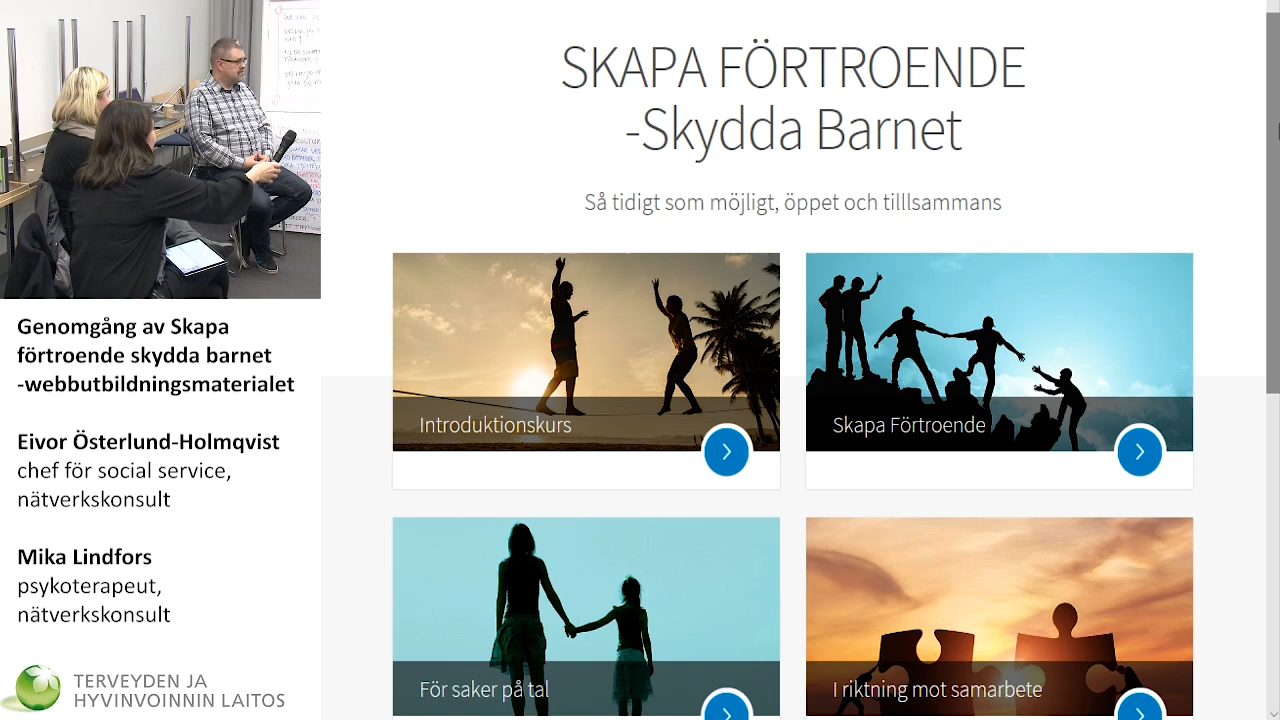 SKAPA FÖRTROENDE
-Skydda Barnet
Så tidigt som möjligt, öppet och tilllsammans
Introduktionskurs
Skapa Förtroende
För saker på tal
I riktning mot samarbete
Genomgång av Skapa
förtroende skydda barnet
-webbutbildningsmaterialet
Eivor Österlund-Holmqvist
chef för social service,
nätverkskonsult
Mika Lindfors
psykoterapeut,
nätverkskonsult
TERVEYDEN JA
HYVINVOINNIN LAITOS